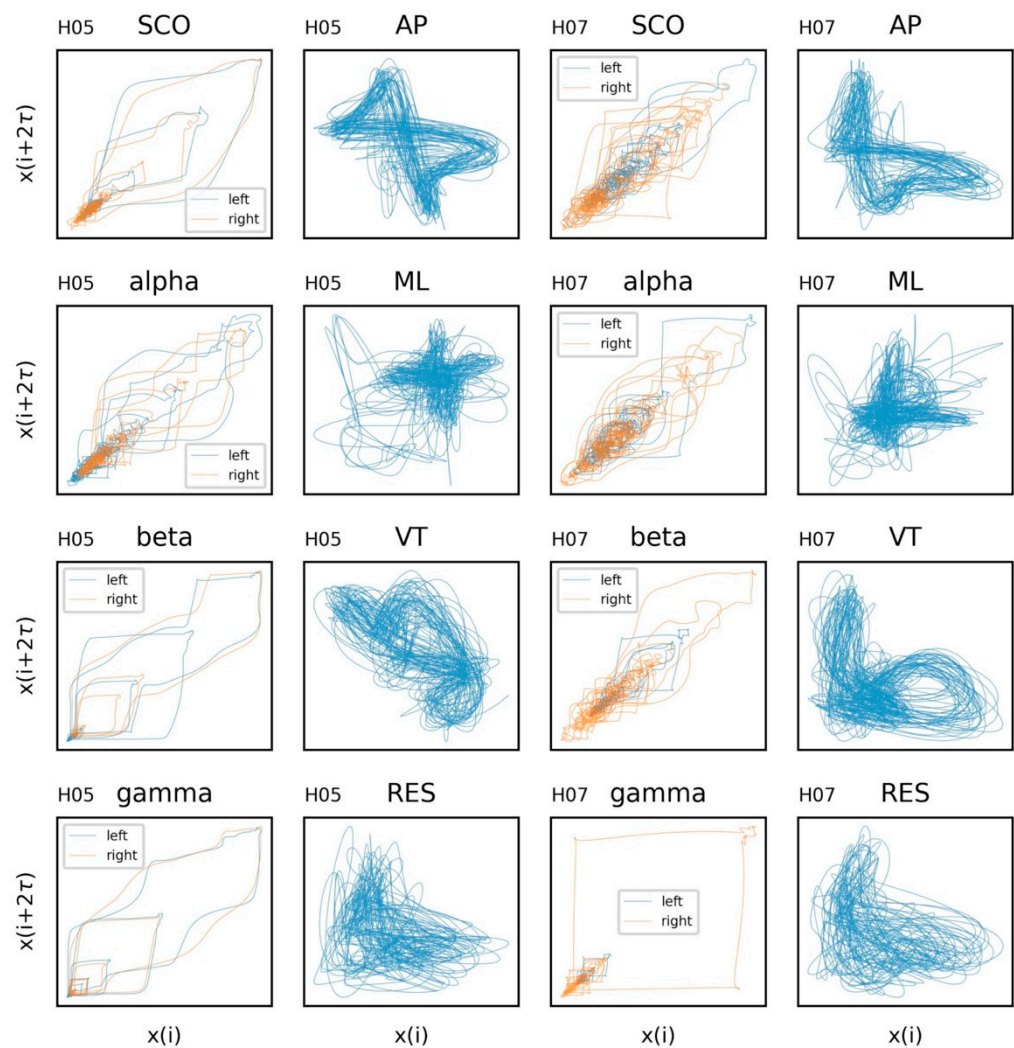 H05 SCO H05 AP H07 SCO H07 AP
x(i+2τ)
left
right
left
right
H05 alpha H05 ML H07 alpha H07 ML
x(i+2τ)
left
right
left
right
H05 beta H05 VT H07 beta H07 VT
x(i+2τ)
left
right
left
right
H05 gamma H05 RES H07 gamma H07 RES
x(i+2τ)
left
right
left
right
x(i) x(i) x(i) x(i)